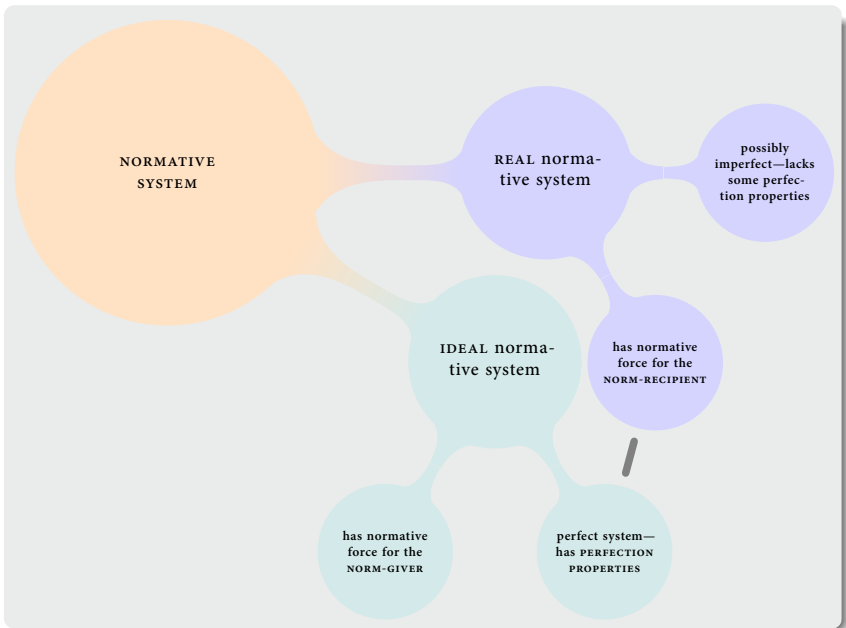 NORMATIVE
SYSTEM
REAL norma-
tive system
possibly
imperfect—lacks
some perfec-
tion properties
IDEAL norma-
tive system
has normative
force for the
NORM-RECIPIENT
has normative
force for the
NORM-GIVER
perfect system—
has PERFECTION
PROPERTIES